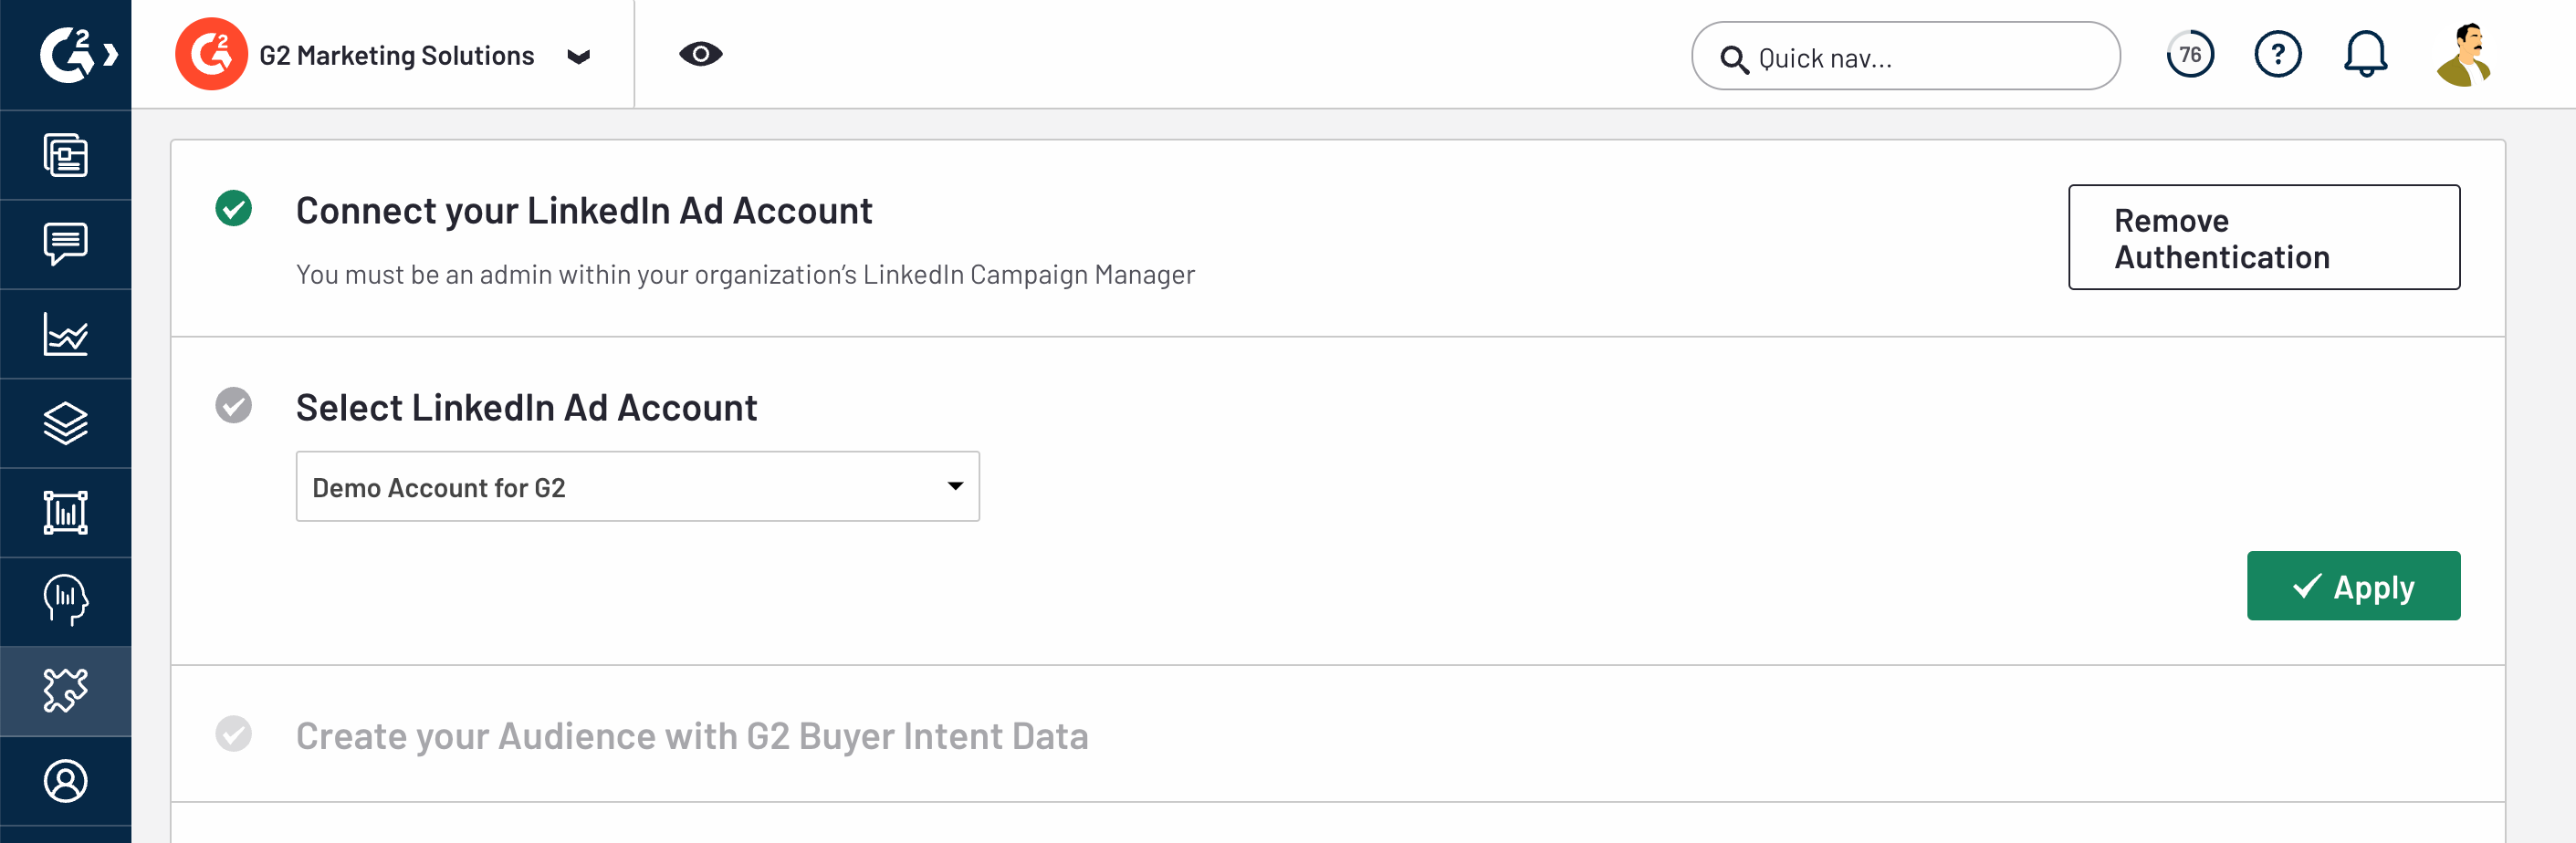 G2
G2 Marketing Solutions
Quick nav...
76
?
Connect your LinkedIn Ad Account
You must be an admin within your organization’s LinkedIn Campaign Manager
Remove
Authentication
Select LinkedIn Ad Account
Demo Account for G2
Apply
Create your Audience with G2 Buyer Intent Data